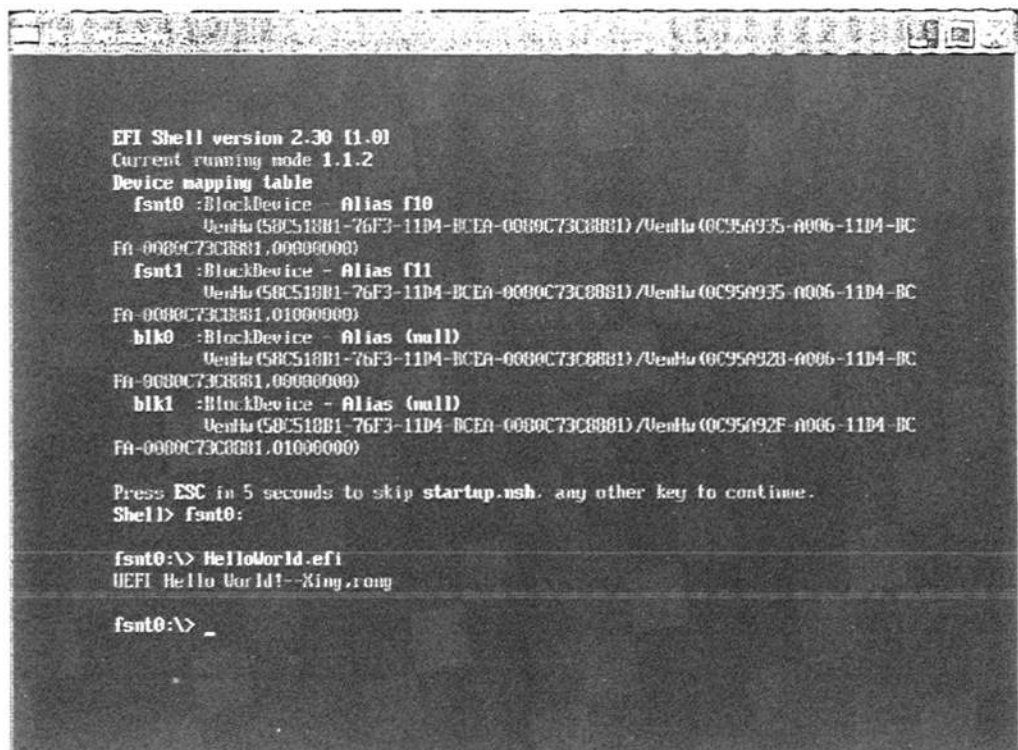 EFI Shell version 2.30 [1.0]
Current running mode 1.1.2
Device mapping table
fsnt0 :BlockDevice - Alias f10
VenHw(58C518B1-76F3-11D4-BCEA-0080C73C8881)/VenHw(0C95A935-A006-11D4-BC
FA-0080C73C8881,00000000)
fsnt1 :BlockDevice - Alias f11
VenHw(58C518B1-76F3-11D4-BCEA-0080C73C8881)/VenHw(0C95A935-A006-11D4-BC
FA-0080C73C8881,01000000)
blk0 :BlockDevice - Alias (null)
VenHw(58C518B1-76F3-11D4-BCEA-0080C73C8881)/VenHw(0C95A928-A006-11D4-BC
FA-0080C73C8881,00000000)
blk1 :BlockDevice - Alias (null)
VenHw(58C518B1-76F3-11D4-BCEA-0080C73C8881)/VenHw(0C95A92F-A006-11D4-BC
FA-0080C73C8881,01000000)
Press ESC in 5 seconds to skip startup.nsh, any other key to continue.
Shell> fsnt0:
fsnt0:\> HelloWorld.efi
UEFI Hello World!--Xing,rong
fsnt0:\> _